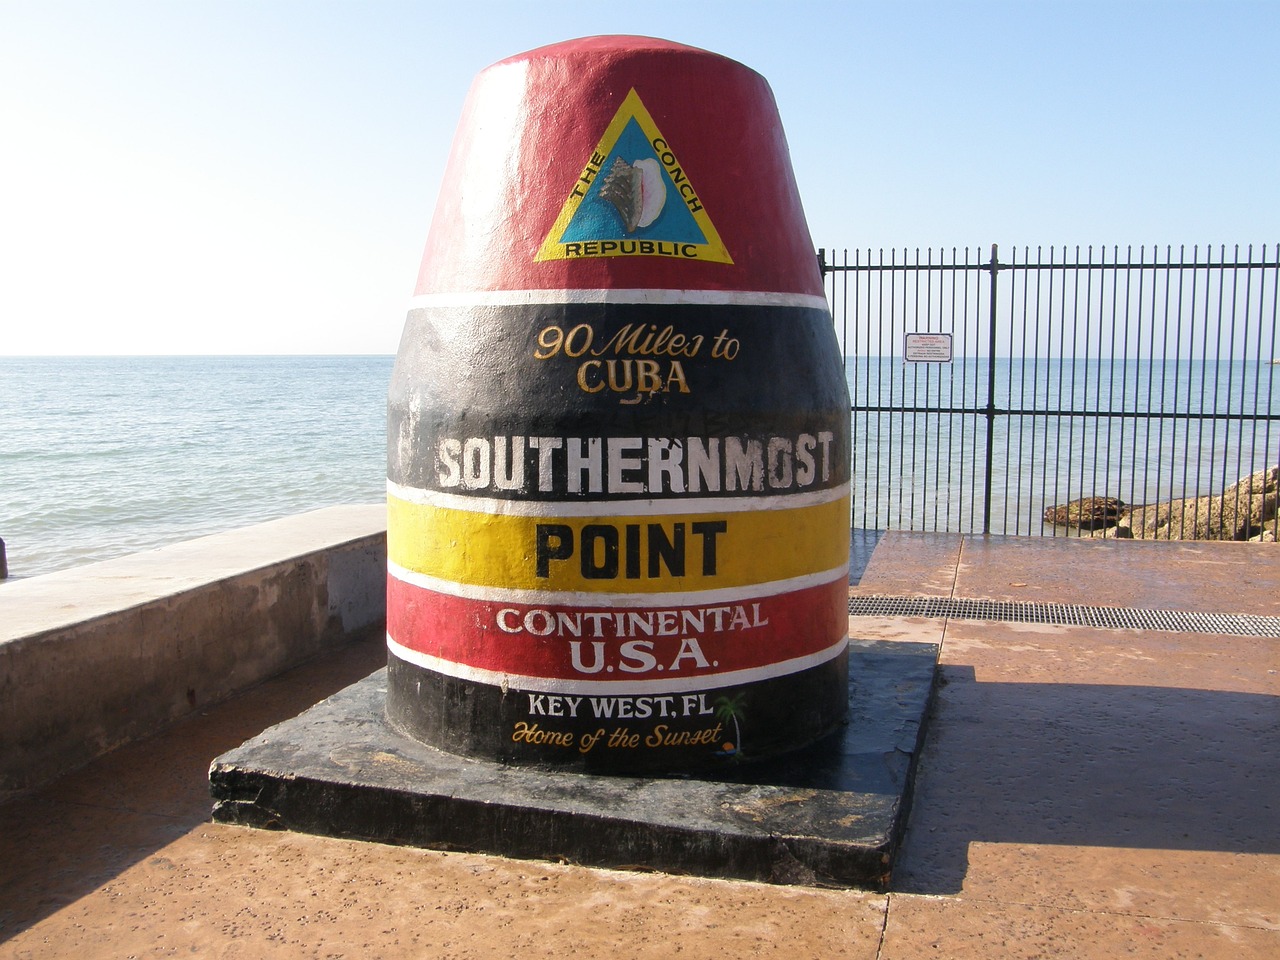 THE CONCH
REPUBLIC
90 Miles to
CUBA
SOUTHERNMOST
POINT
CONTINENTAL
U.S.A.
KEY WEST, FL
Home of the Sunset